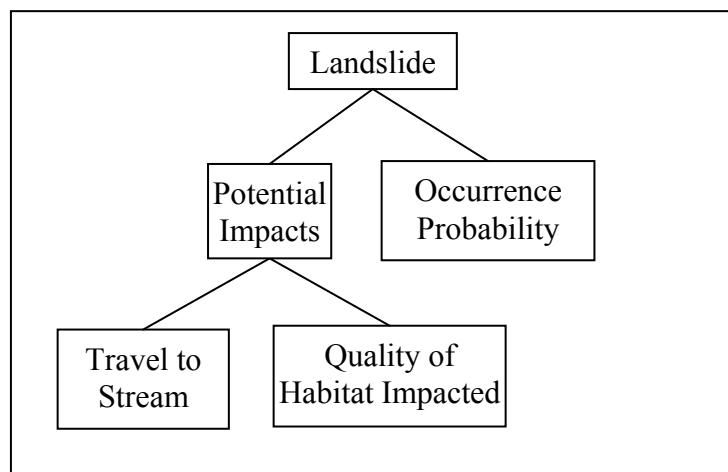 Landslide
Potential
Impacts
Occurrence
Probability
Travel to
Stream
Quality of
Habitat Impacted